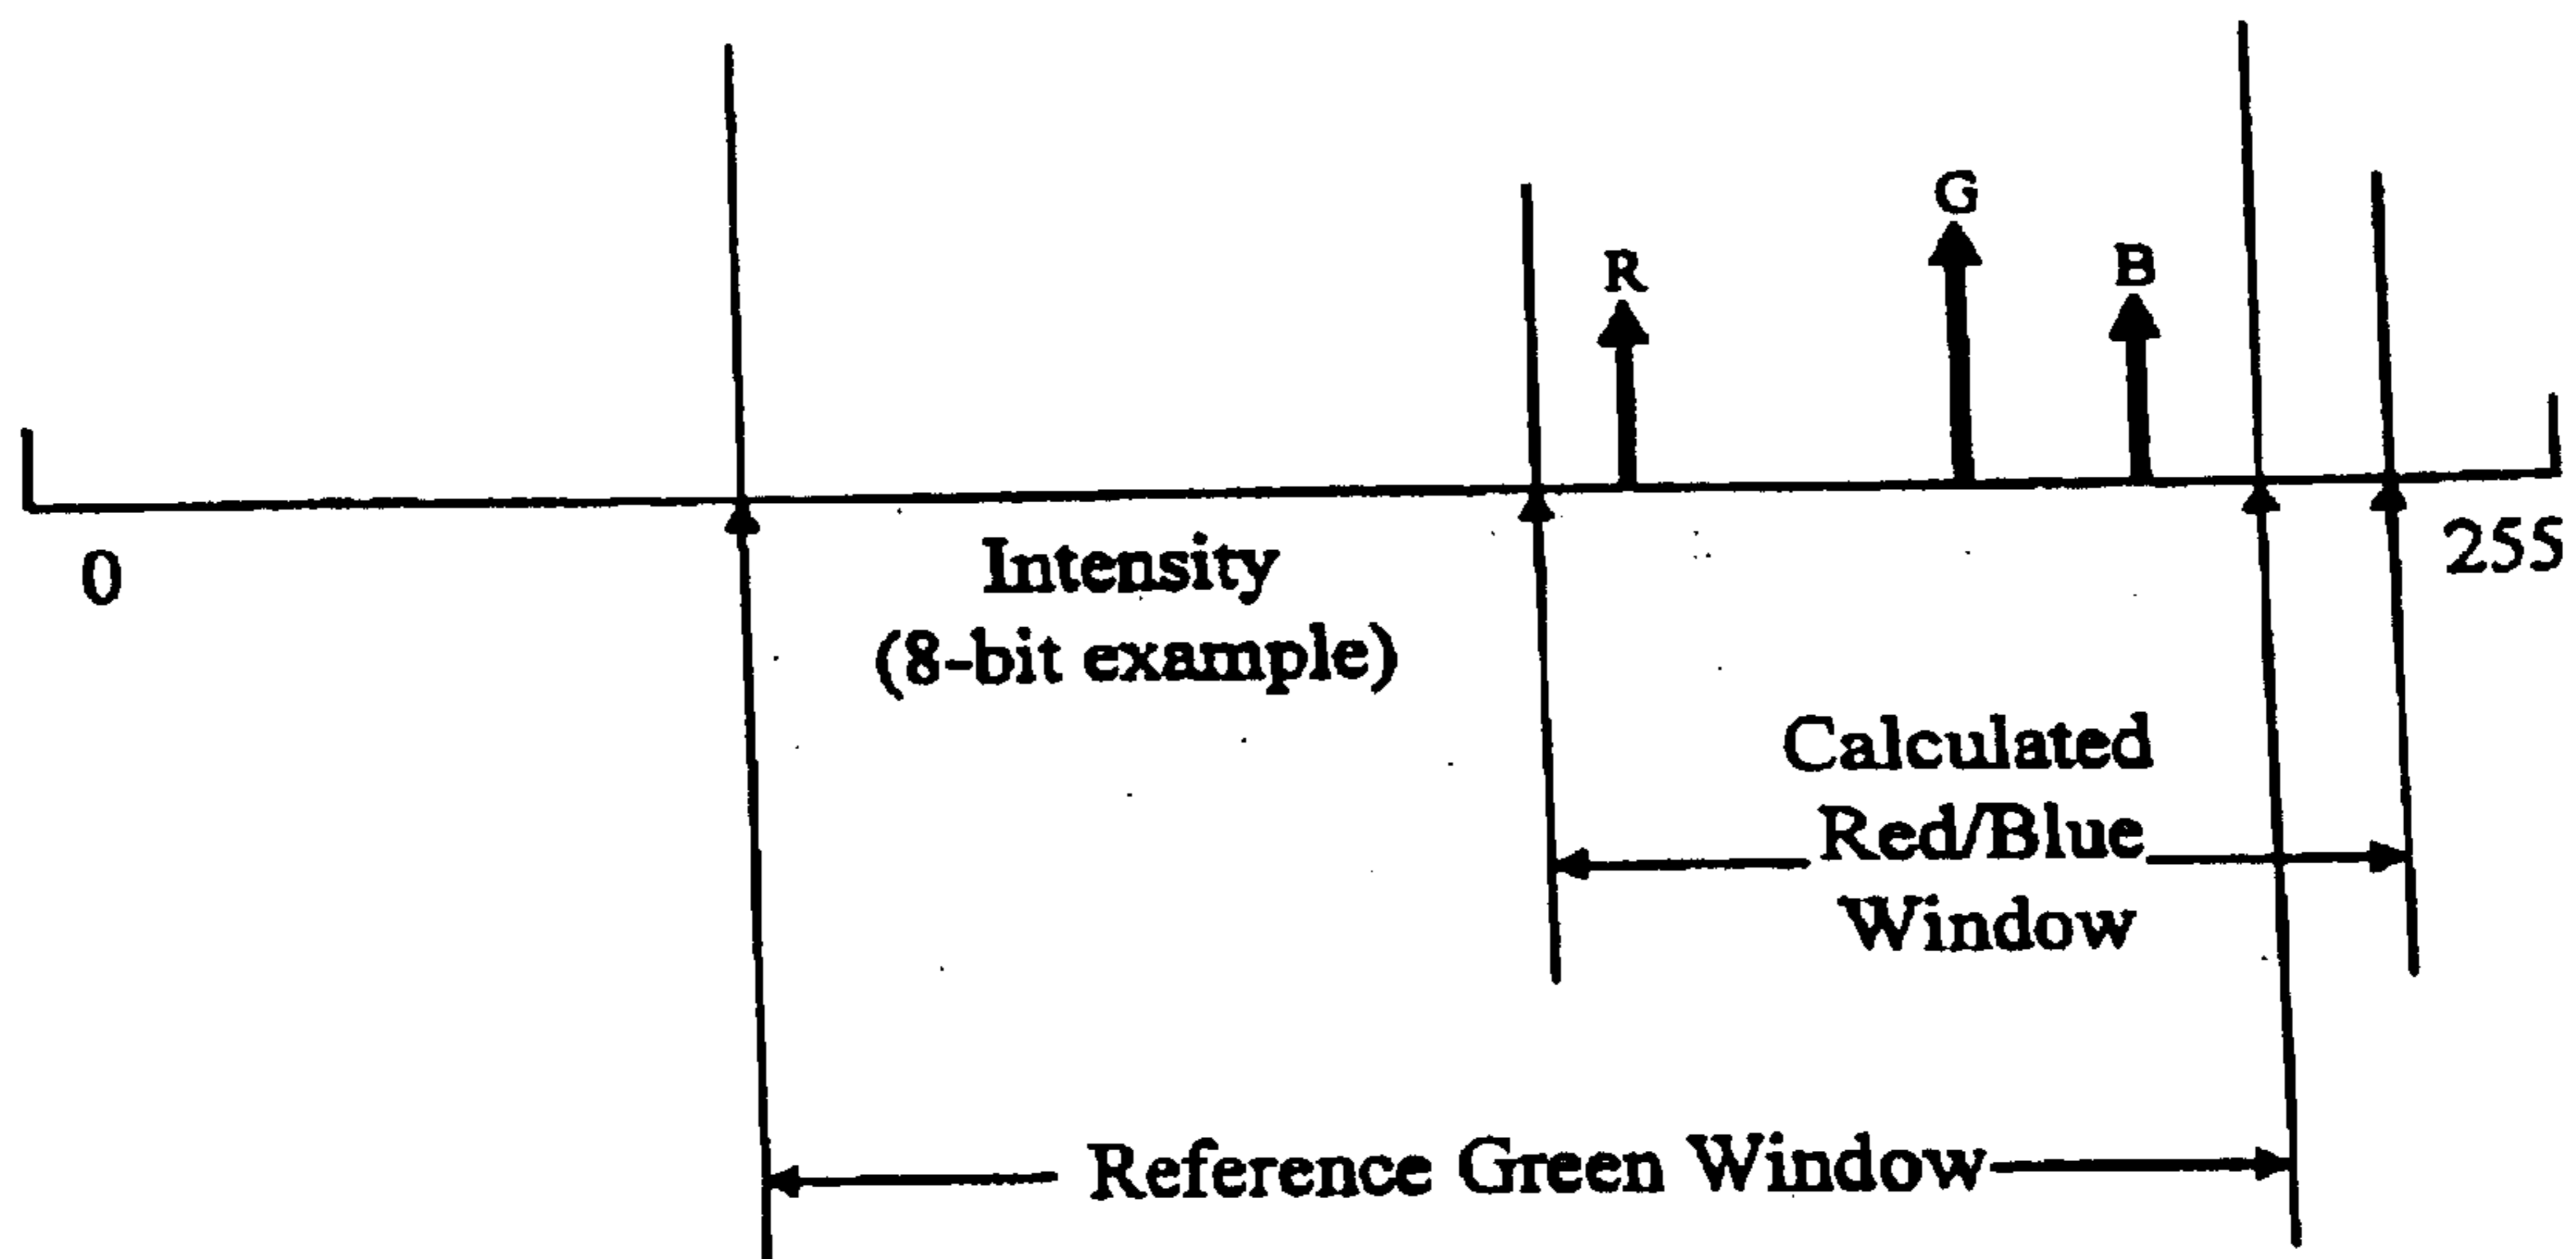 G
R
B
0
255
Intensity
(8-bit example)
Calculated
Red/Blue
Window
Reference Green Window